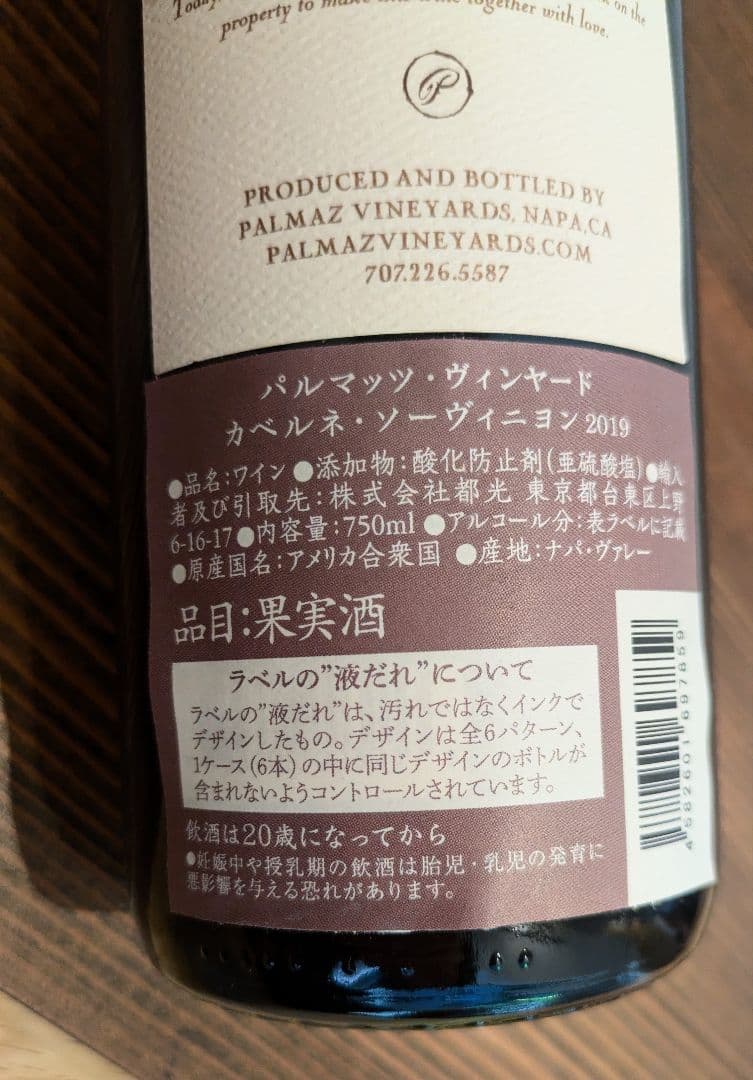 Today,
on the
property to make this wine together with love.
P
PRODUCED AND BOTTLED BY
PALMAZ VINEYARDS, NAPA,CA
PALMAZVINEYARDS.COM
707.226.5587
パルマッツ・ヴィンヤード
カベルネ・ソーヴィニヨン2019
●品名:ワイン ●添加物:酸化防止剤(亜硫酸塩)●輸入
者及び引取先:株式会社都光 東京都台東区上野
6-16-17●内容量:750ml ●アルコール分:表ラベルに記載
●原産国名:アメリカ合衆国 ●産地:ナパ・ヴァレー
品目:果実酒
ラベルの"液だれ"について
ラベルの"液だれ"は、汚れではなくインクで
デザインしたもの。デザインは全6パターン、
1ケース(6本)の中に同じデザインのボトルが
含まれないようコントロールされています。
飲酒は20歳になってから
●妊娠中や授乳期の飲酒は胎児・乳児の発育に
悪影響を与える恐れがあります。
4582601697859